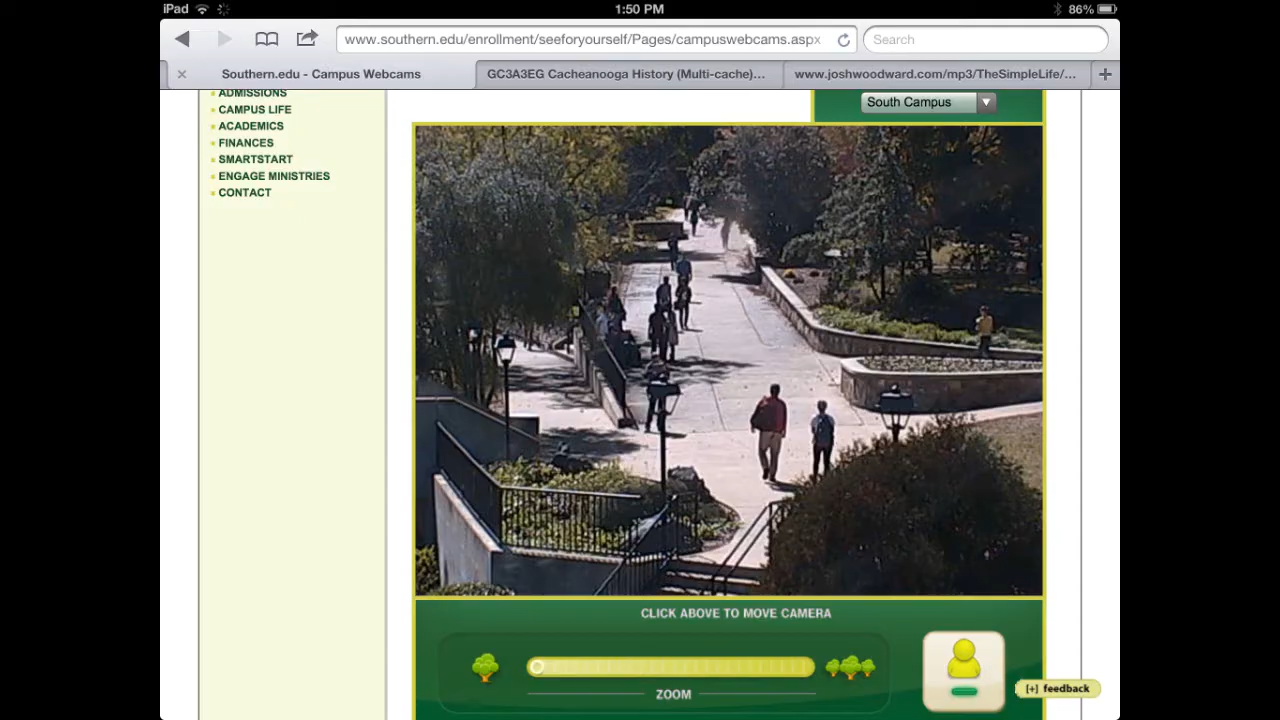 iPad
1:50 PM
86%
www.southern.edu/enrollment/seeforyourself/Pages/campuswebcams.aspx
Search
Southern.edu - Campus Webcams
GC3A3EG Cacheanooga History (Multi-cache)...
www.joshwoodward.com/mp3/TheSimpleLife/...
ADMISSIONS
CAMPUS LIFE
ACADEMICS
FINANCES
SMARTSTART
ENGAGE MINISTRIES
CONTACT
South Campus
CLICK ABOVE TO MOVE CAMERA
ZOOM
[+] feedback